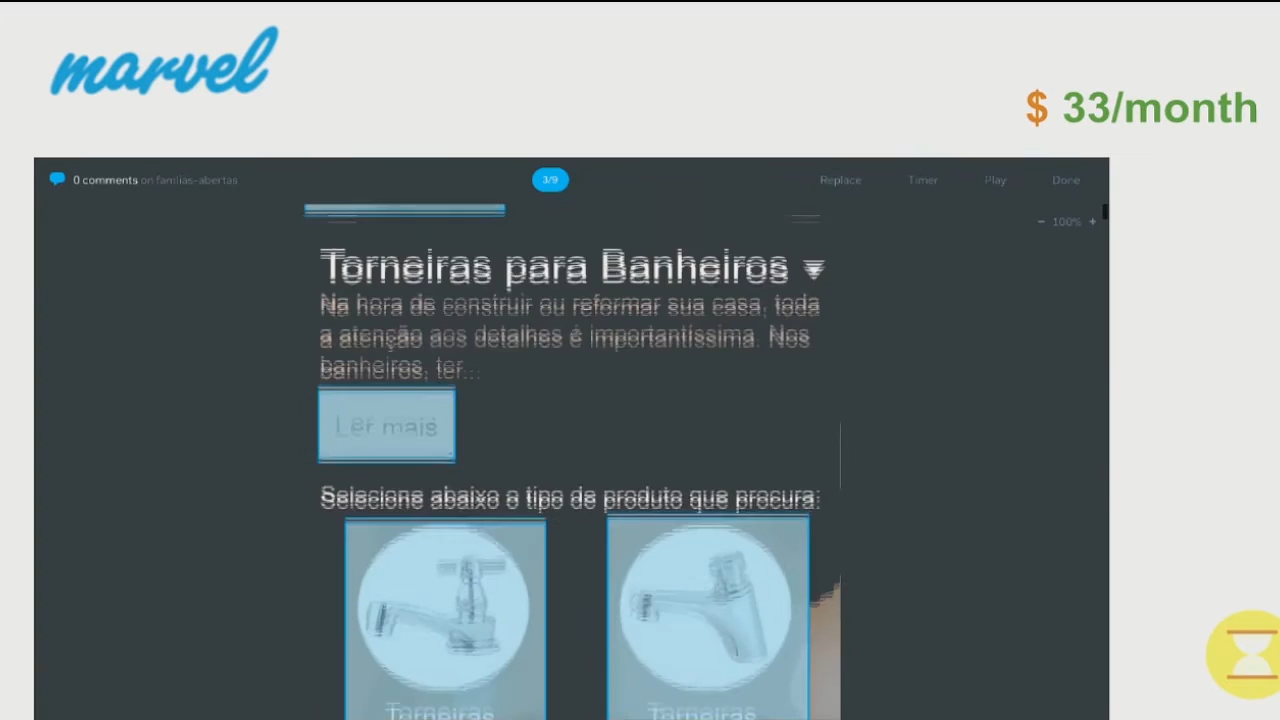 marvel
$ 33/month
0 comments on familias-abertas
3/9
Replace
Timer
Play
Done
− 100% +
Torneiras para Banheiros
Na hora de construir ou reformar sua casa, toda
a atenção aos detalhes é importantíssima. Nos
banheiros, ter...
Ler mais
Selecione abaixo o tipo de produto que procura:
Torneiras
Torneiras